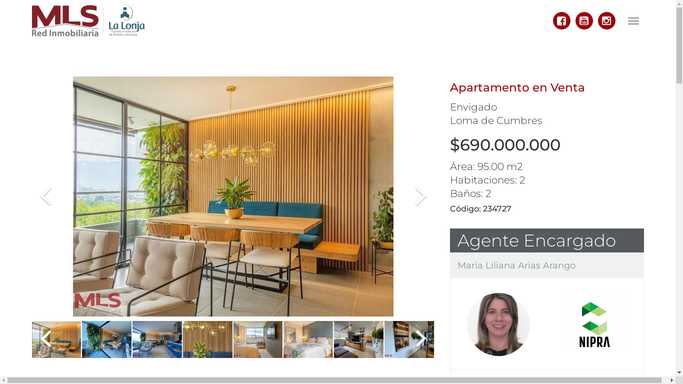 MLS
Red Inmobiliaria
La Lonja
Apartamento en Venta
Envigado
Loma de Cumbres
$690.000.000
Área: 95.00 m2
Habitaciones: 2
Baños: 2
Código: 234727
Agente Encargado
Maria Liliana Arias Arango
MLS
NIPRA
MLS